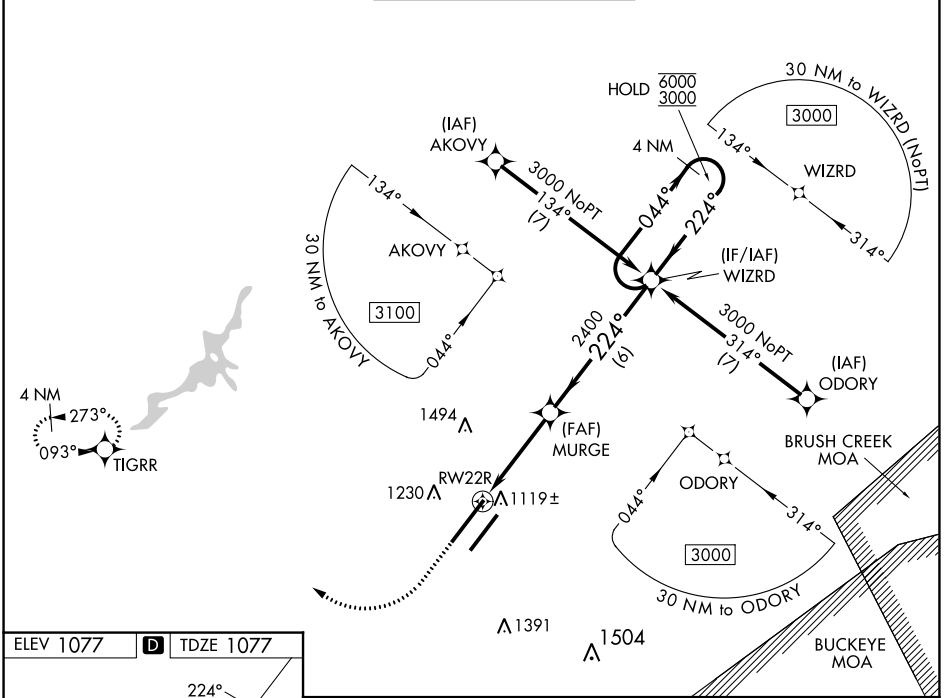 30 NM to WIZRD (NoPT)
HOLD 6000
3000
3000
(IAF)
AKOVY
4 NM
134°
WIZRD
3000 NoPT
134°
(7)
044°
224°
134°
314°
AKOVY
(IF/IAF)
WIZRD
30 NM to AKOVY
3100
044°
2400
224°
(6)
3000 NoPT
314°
(7)
(IAF)
ODORY
4 NM
273°
093°
TIGRR
1494
(FAF)
MURGE
BRUSH CREEK
MOA
RW22R
1230
1119±
ODORY
044°
314°
3000
30 NM to ODORY
1391
1504
BUCKEYE
MOA
ELEV 1077 D TDZE 1077
224°